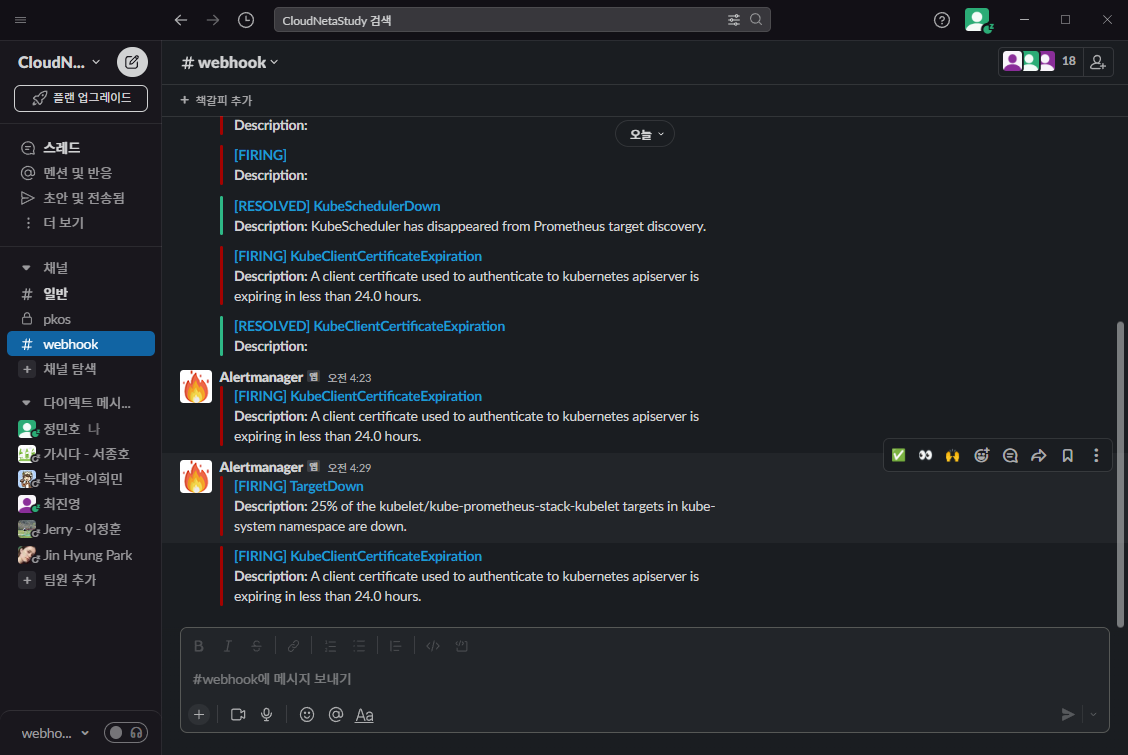 CloudNetaStudy 검색
CloudN...
플랜 업그레이드
스레드
멘션 및 반응
초안 및 전송됨
더 보기
채널
# 일반
pkos
# webhook
+ 채널 탐색
다이렉트 메시...
정민호 나
가시다 - 서종호
늑대양-이희민
최진영
Jerry - 이정훈
Jin Hyung Park
+ 팀원 추가
webho...
# webhook
18
+ 책갈피 추가
오늘
Description:
[FIRING]
Description:
[RESOLVED] KubeSchedulerDown
Description: KubeScheduler has disappeared from Prometheus target discovery.
[FIRING] KubeClientCertificateExpiration
Description: A client certificate used to authenticate to kubernetes apiserver is
expiring in less than 24.0 hours.
[RESOLVED] KubeClientCertificateExpiration
Description:
Alertmanager 앱 오전 4:23
[FIRING] KubeClientCertificateExpiration
Description: A client certificate used to authenticate to kubernetes apiserver is
expiring in less than 24.0 hours.
Alertmanager 앱 오전 4:29
[FIRING] TargetDown
Description: 25% of the kubelet/kube-prometheus-stack-kubelet targets in kube-
system namespace are down.
[FIRING] KubeClientCertificateExpiration
Description: A client certificate used to authenticate to kubernetes apiserver is
expiring in less than 24.0 hours.
B I S
#webhook에 메시지 보내기
+ @ Aa